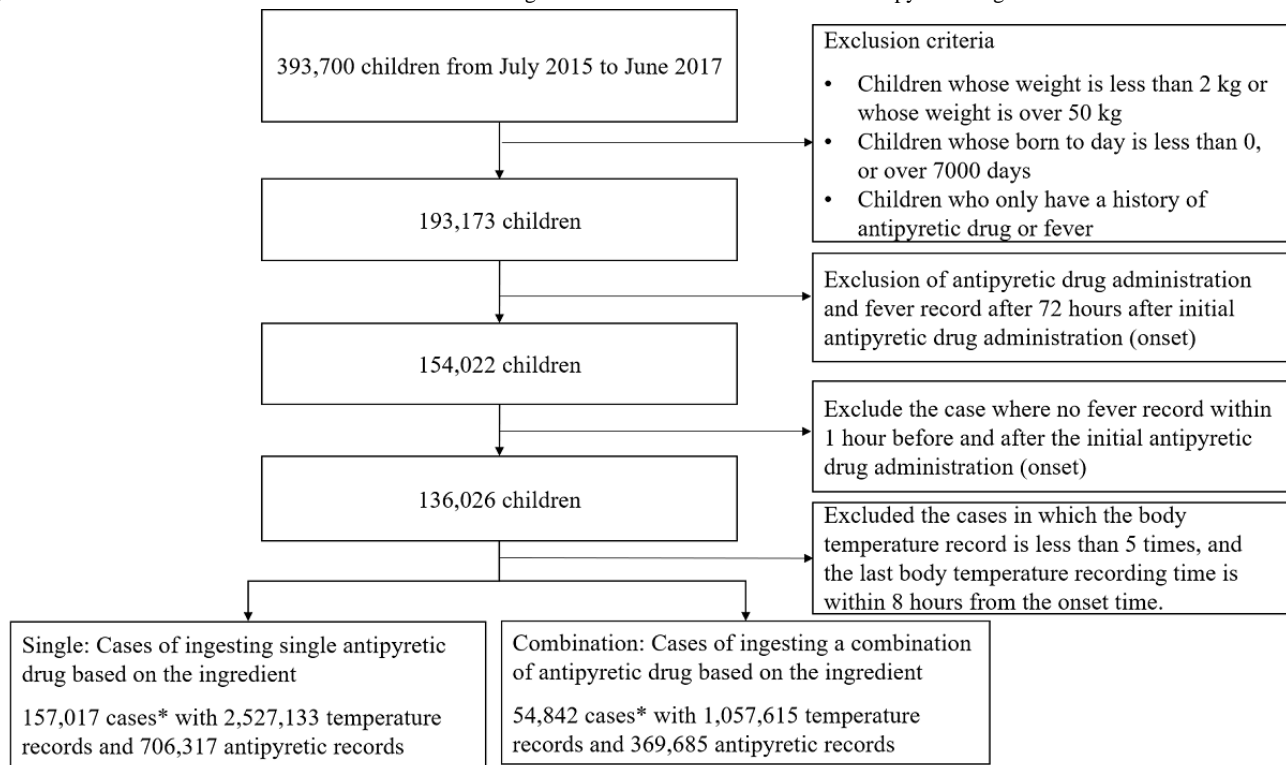 393,700 children from July 2015 to June 2017
Exclusion criteria
• Children whose weight is less than 2 kg or
whose weight is over 50 kg
• Children whose born to day is less than 0,
or over 7000 days
• Children who only have a history of
antipyretic drug or fever
193,173 children
Exclusion of antipyretic drug administration
and fever record after 72 hours after initial
antipyretic drug administration (onset)
154,022 children
Exclude the case where no fever record within
1 hour before and after the initial antipyretic
drug administration (onset)
136,026 children
Excluded the cases in which the body
temperature record is less than 5 times, and
the last body temperature recording time is
within 8 hours from the onset time.
Single: Cases of ingesting single antipyretic
drug based on the ingredient
157,017 cases* with 2,527,133 temperature
records and 706,317 antipyretic records
Combination: Cases of ingesting a combination
of antipyretic drug based on the ingredient
54,842 cases* with 1,057,615 temperature
records and 369,685 antipyretic records